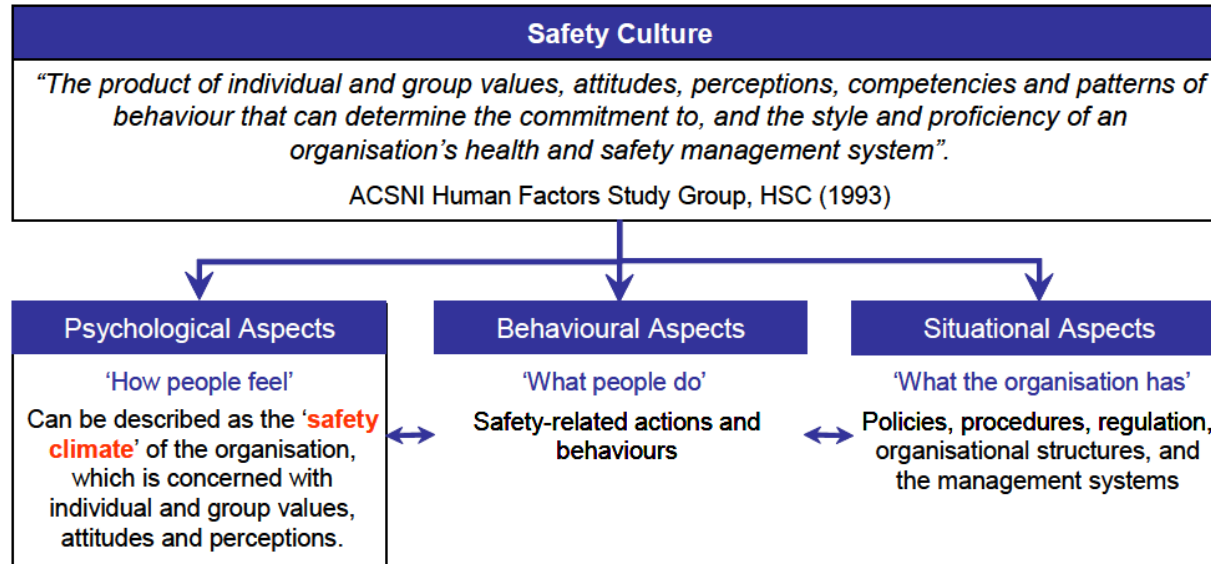 Safety Culture
“The product of individual and group values, attitudes, perceptions, competencies and patterns of
behaviour that can determine the commitment to, and the style and proficiency of an
organisation’s health and safety management system”.
ACSNI Human Factors Study Group, HSC (1993)
Psychological Aspects
‘How people feel’
Can be described as the ‘safety
climate’ of the organisation,
which is concerned with
individual and group values,
attitudes and perceptions.
Behavioural Aspects
‘What people do’
Safety-related actions and
behaviours
Situational Aspects
‘What the organisation has’
Policies, procedures, regulation,
organisational structures, and
the management systems